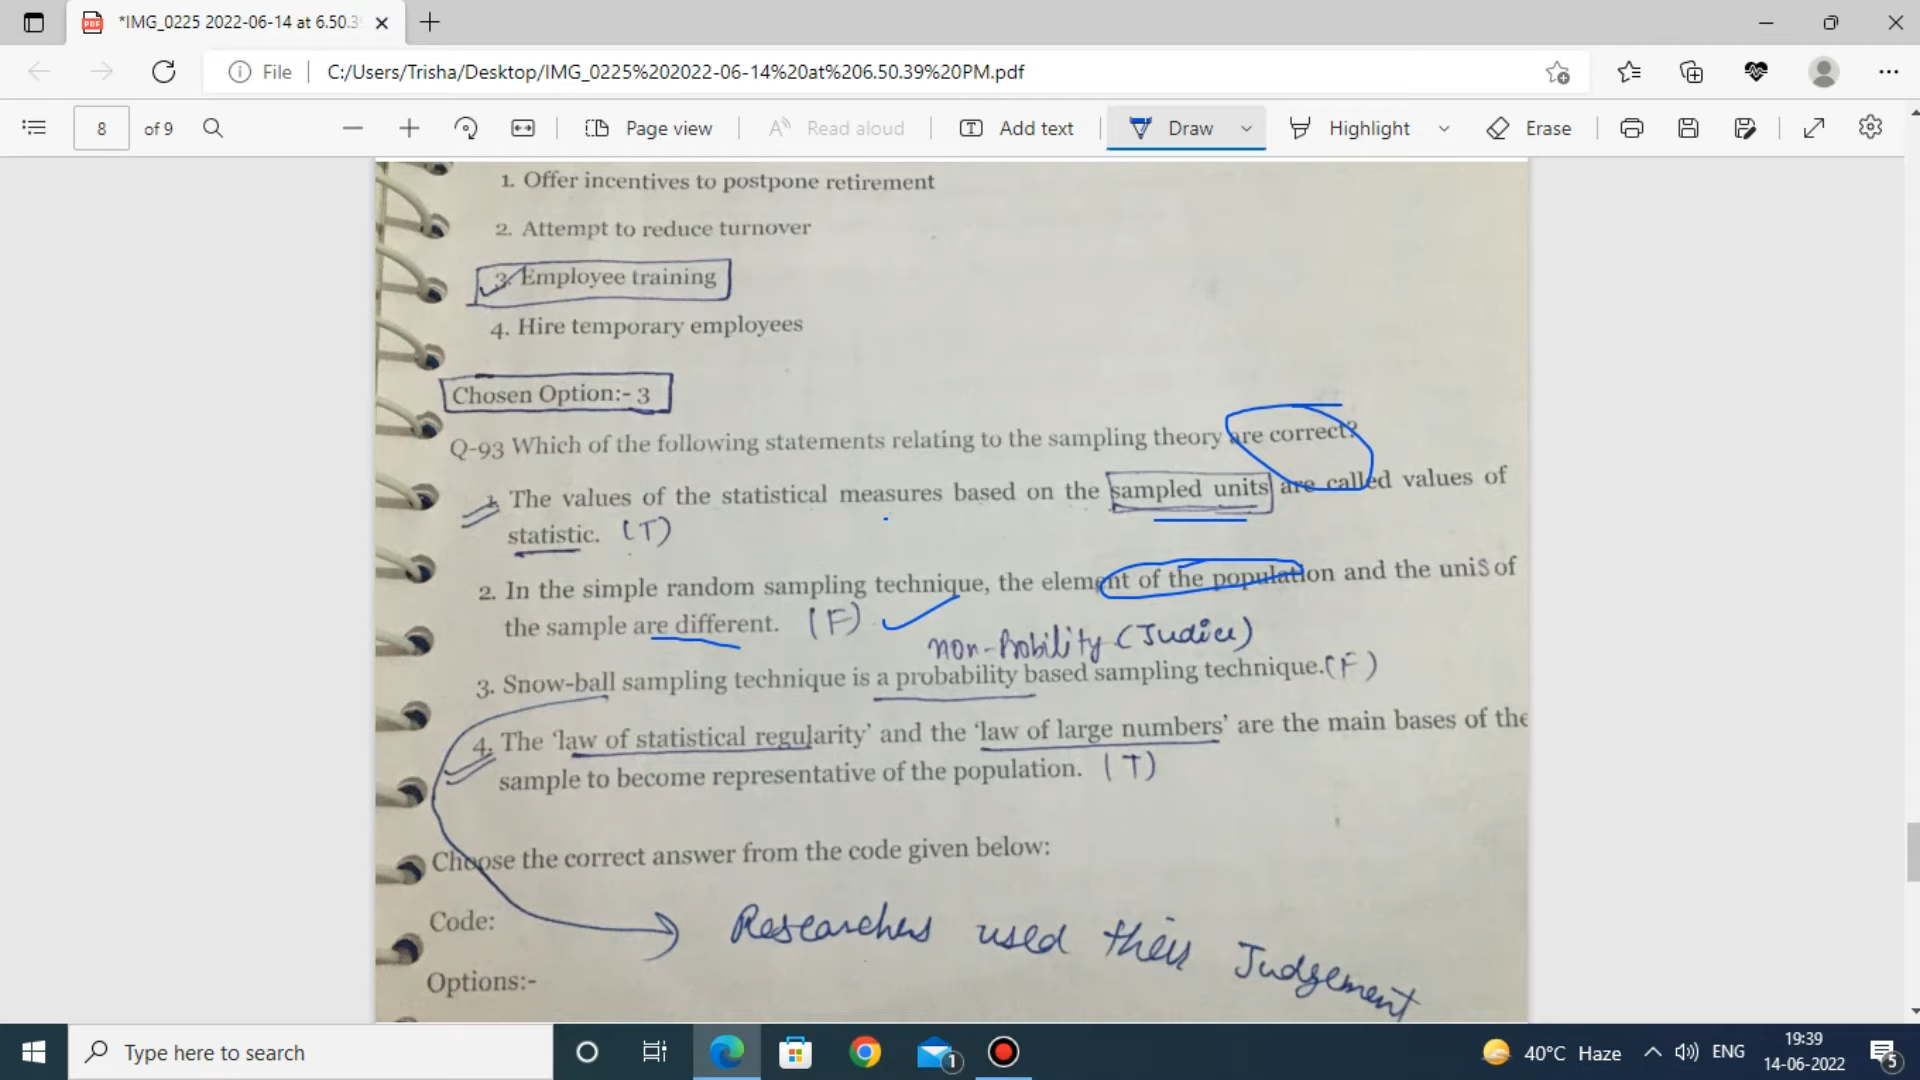 *IMG_0225 2022-06-14 at 6.50.3
File C:/Users/Trisha/Desktop/IMG_0225%202022-06-14%20at%206.50.39%20PM.pdf
8 of 9 Page view Read aloud Add text Draw Highlight Erase
1. Offer incentives to postpone retirement
2. Attempt to reduce turnover
3. Employee training
4. Hire temporary employees
Chosen Option:- 3
Q-93 Which of the following statements relating to the sampling theory are correct?
The values of the statistical measures based on the sampled units are called values of
statistic. (T)
2. In the simple random sampling technique, the element of the population and the uniS of
the sample are different. (F)
non-Probility (Judice)
3. Snow-ball sampling technique is a probability based sampling technique. (F)
4. The ‘law of statistical regularity’ and the ‘law of large numbers’ are the main bases of the
sample to become representative of the population. (T)
Choose the correct answer from the code given below:
Code:
Researchers used their Judgement
Options:-
Type here to search 1 40°C Haze ENG 19:39
14-06-2022 5